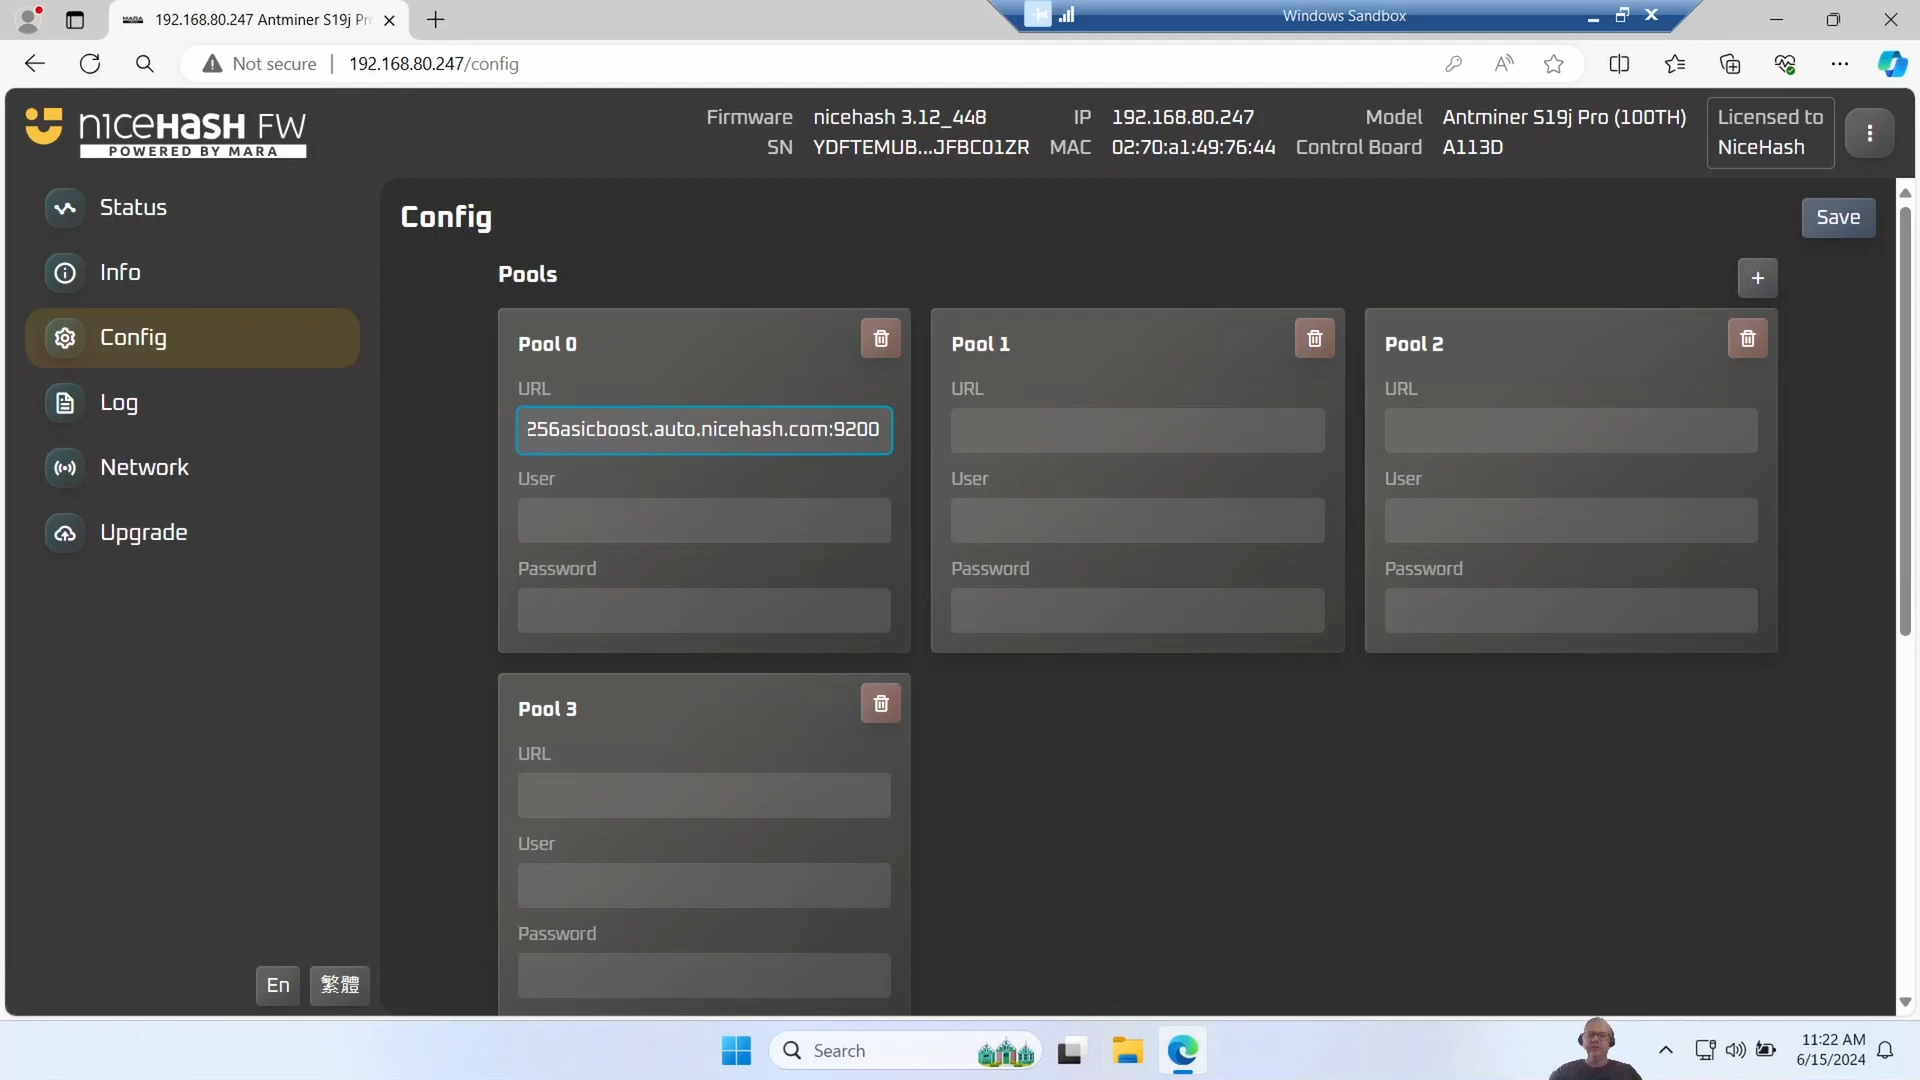 192.168.80.247 Antminer S19j Pr
Windows Sandbox
Not secure
192.168.80.247/config
niceHASH FW
POWERED BY MARA
Firmware nicehash 3.12_448 IP 192.168.80.247 Model Antminer S19j Pro (100TH)
SN YDFTEMUB...JFBC01ZR MAC 02:70:a1:49:76:44 Control Board A113D
Licensed to
NiceHash
Status
Info
Config
Log
Network
Upgrade
En
繁體
Config
Save
Pools
+
Pool 0
URL
256asicboost.auto.nicehash.com:9200
User
Password
Pool 1
URL
User
Password
Pool 2
URL
User
Password
Pool 3
URL
User
Password
Search
11:22 AM
6/15/2024